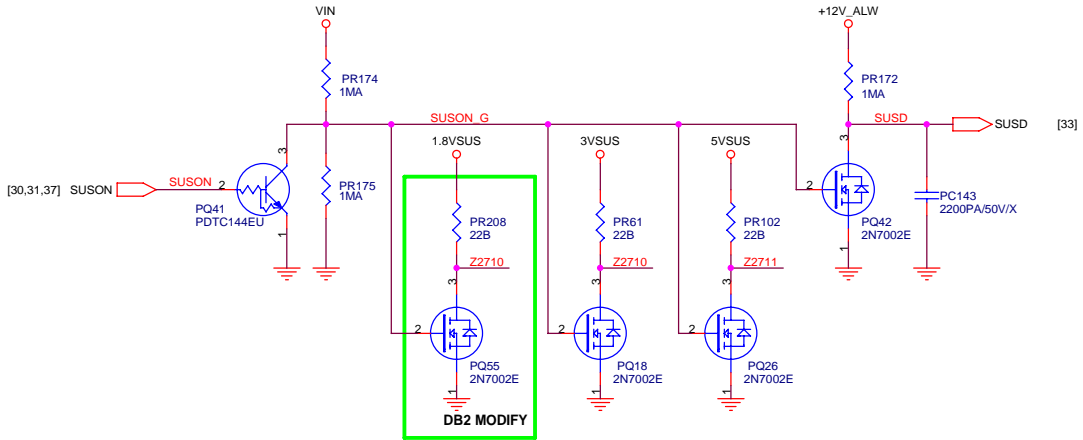 VIN
+12V_ALW
PR174
1MA
PR172
1MA
SUSON_G
SUSD
SUSD
[33]
3
1.8VSUS
3VSUS
5VSUS
3
[30,31,37]
SUSON
SUSON
2
PQ41
PDTC144EU
1
PR175
1MA
2
PQ42
2N7002E
1
PC143
2200PA/50V/X
PR208
22B
PR61
22B
PR102
22B
Z2710
Z2710
Z2711
3
3
3
2
2
2
PQ55
2N7002E
PQ18
2N7002E
PQ26
2N7002E
1
1
1
DB2 MODIFY